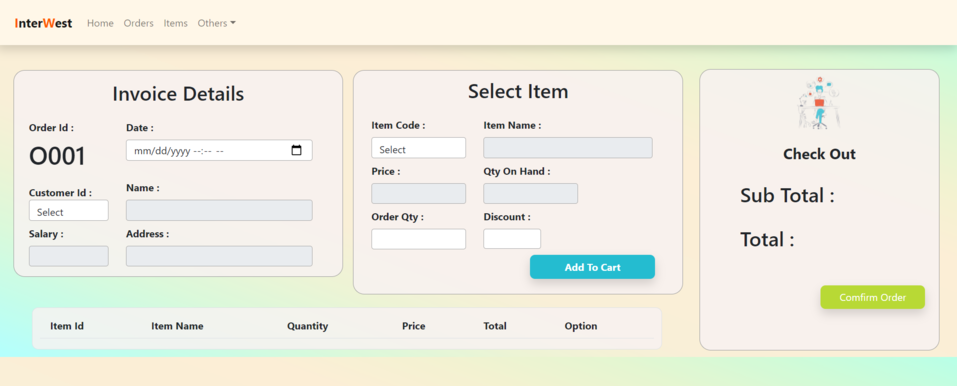 InterWest Home Orders Items Others
Invoice Details
Order Id : Date :
O001 mm/dd/yyyy --:-- --
Customer Id : Name :
Select
Salary : Address :
Select Item
Item Code : Item Name :
Select
Price : Qty On Hand :
Order Qty : Discount :
Add To Cart
Check Out
Sub Total :
Total :
Comfirm Order
Item Id Item Name Quantity Price Total Option